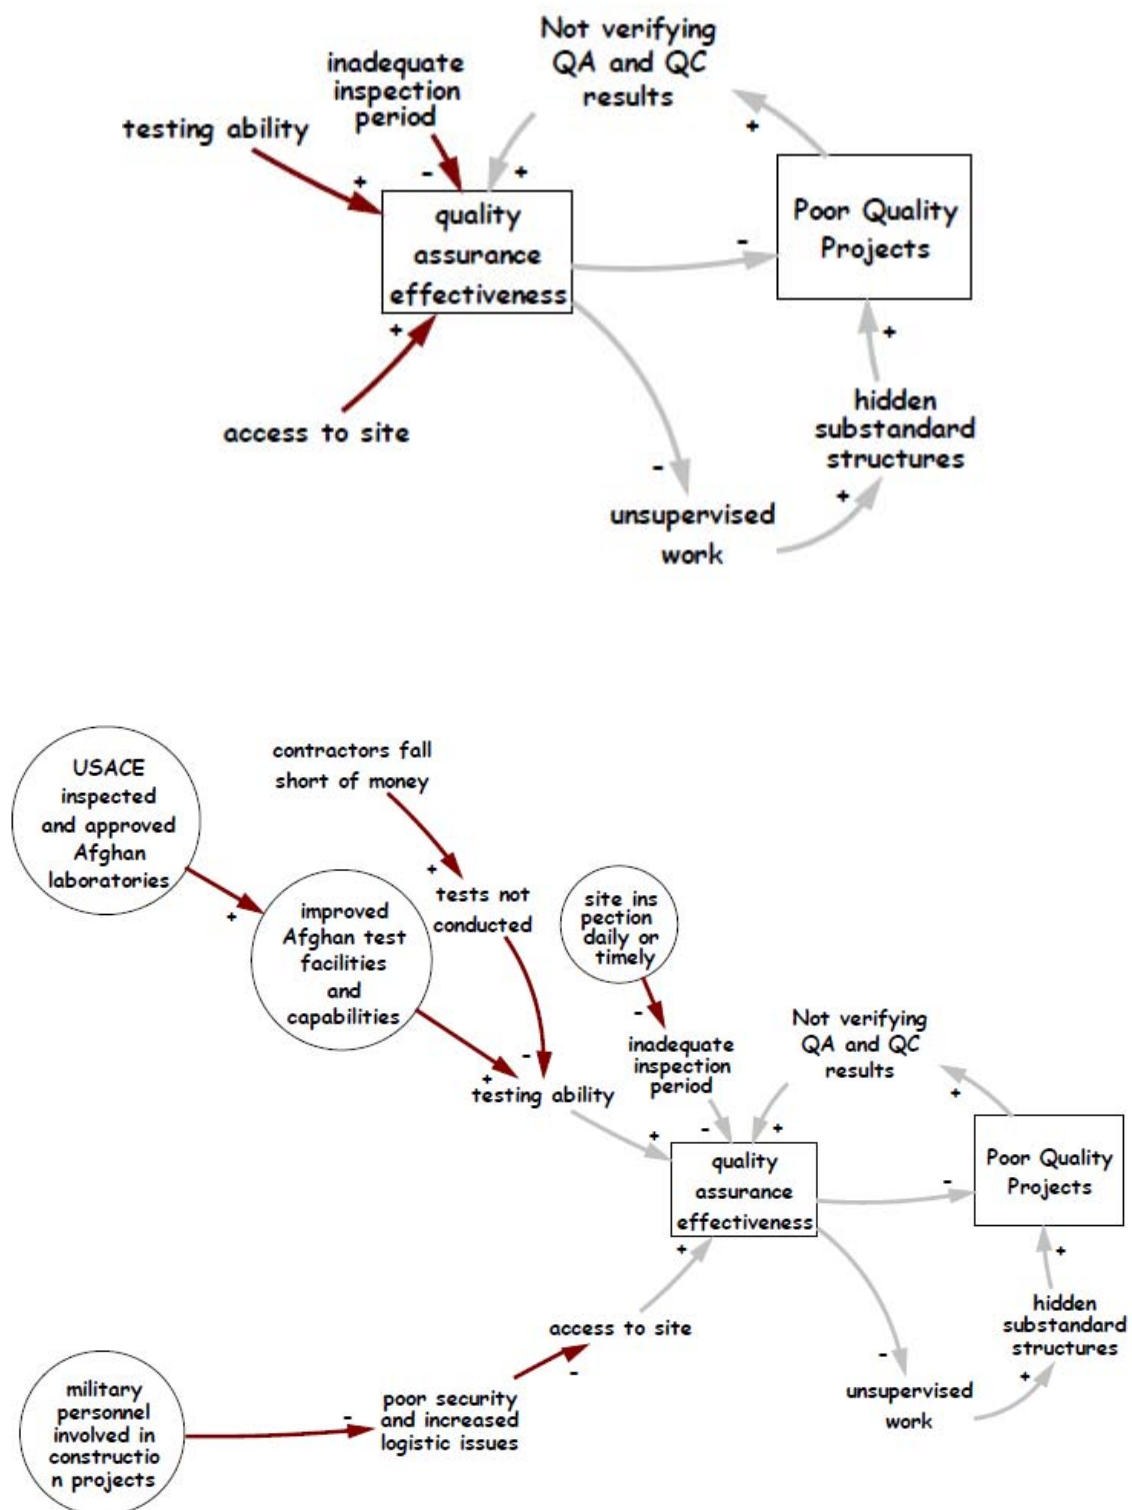 Not verifying
QA and QC
results
inadequate
inspection
period
testing ability
+
-
+
+
quality
assurance
effectiveness
-
Poor Quality
Projects
+
+
access to site
hidden
substandard
structures
-
+
unsupervised
work
USACE
inspected
and approved
Afghan
laboratories
+
contractors fall
short of money
+
tests not
conducted
improved
Afghan test
facilities
and
capabilities
+
-
testing ability
site ins
pection
daily or
timely
-
inadequate
inspection
period
Not verifying
QA and QC
results
+
+
-
+
quality
assurance
effectiveness
-
Poor Quality
Projects
+
+
access to site
-
hidden
substandard
structures
-
+
unsupervised
work
military
personnel
involved in
constructio
n projects
-
poor security
and increased
logistic issues